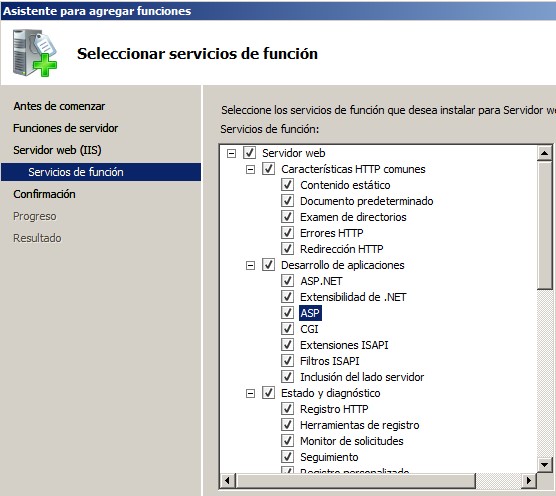 Asistente para agregar funciones
Seleccionar servicios de función
Antes de comenzar
Funciones de servidor
Servidor web (IIS)
Servicios de función
Confirmación
Progreso
Resultado
Seleccione los servicios de función que desea instalar para Servidor we
Servicios de función:
Servidor web
Características HTTP comunes
Contenido estático
Documento predeterminado
Examen de directorios
Errores HTTP
Redirección HTTP
Desarrollo de aplicaciones
ASP.NET
Extensibilidad de .NET
ASP
CGI
Extensiones ISAPI
Filtros ISAPI
Inclusión del lado servidor
Estado y diagnóstico
Registro HTTP
Herramientas de registro
Monitor de solicitudes
Seguimiento
Registro personalizado